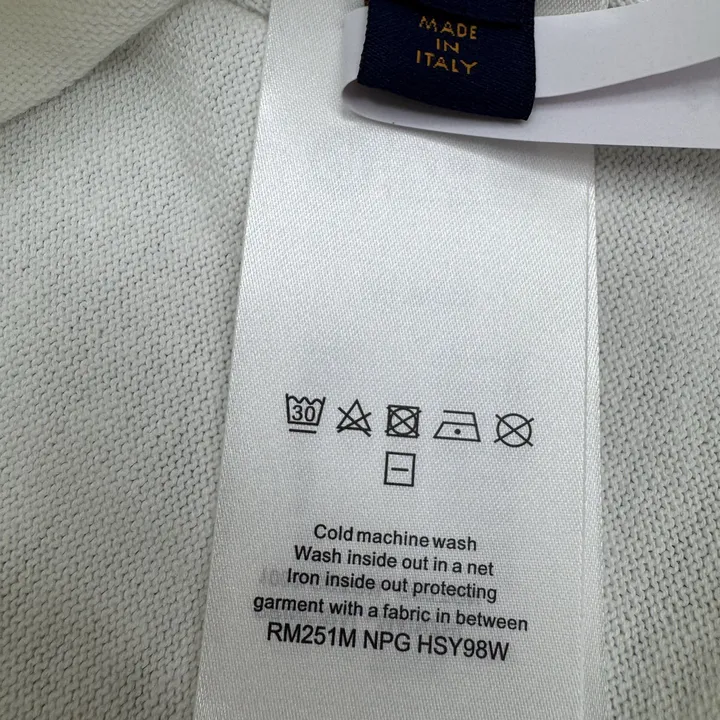 MADE
IN
ITALY
30
Cold machine wash
Wash inside out in a net
Iron inside out protecting
garment with a fabric in between
RM251M NPG HSY98W